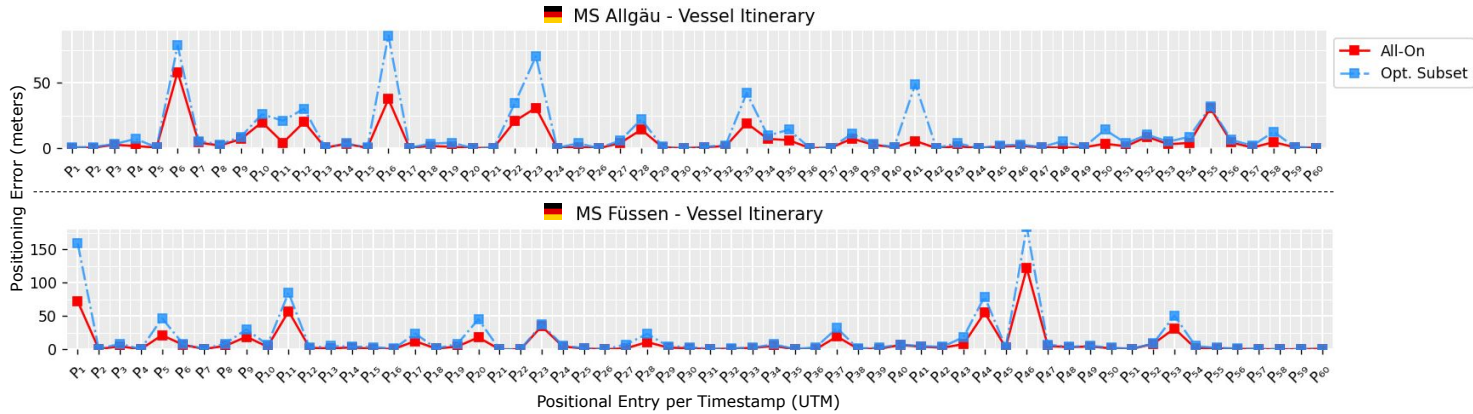 MS Allgäu - Vessel Itinerary
All-On
Opt. Subset
Positioning Error (meters)
50
0
P₁ P₂ P₃ P₄ P₅ P₆ P₇ P₈ P₉ P₁₀ P₁₁ P₁₂ P₁₃ P₁₄ P₁₅ P₁₆ P₁₇ P₁₈ P₁₉ P₂₀ P₂₁ P₂₂ P₂₃ P₂₄ P₂₅ P₂₆ P₂₇ P₂₈ P₂₉ P₃₀ P₃₁ P₃₂ P₃₃ P₃₄ P₃₅ P₃₆ P₃₇ P₃₈ P₃₉ P₄₀ P₄₁ P₄₂ P₄₃ P₄₄ P₄₅ P₄₆ P₄₇ P₄₈ P₄₉ P₅₀ P₅₁ P₅₂ P₅₃ P₅₄ P₅₅ P₅₆ P₅₇ P₅₈ P₅₉ P₆₀
MS Füssen - Vessel Itinerary
150
100
50
0
P₁ P₂ P₃ P₄ P₅ P₆ P₇ P₈ P₉ P₁₀ P₁₁ P₁₂ P₁₃ P₁₄ P₁₅ P₁₆ P₁₇ P₁₈ P₁₉ P₂₀ P₂₁ P₂₂ P₂₃ P₂₄ P₂₅ P₂₆ P₂₇ P₂₈ P₂₉ P₃₀ P₃₁ P₃₂ P₃₃ P₃₄ P₃₅ P₃₆ P₃₇ P₃₈ P₃₉ P₄₀ P₄₁ P₄₂ P₄₃ P₄₄ P₄₅ P₄₆ P₄₇ P₄₈ P₄₉ P₅₀ P₅₁ P₅₂ P₅₃ P₅₄ P₅₅ P₅₆ P₅₇ P₅₈ P₅₉ P₆₀
Positional Entry per Timestamp (UTM)